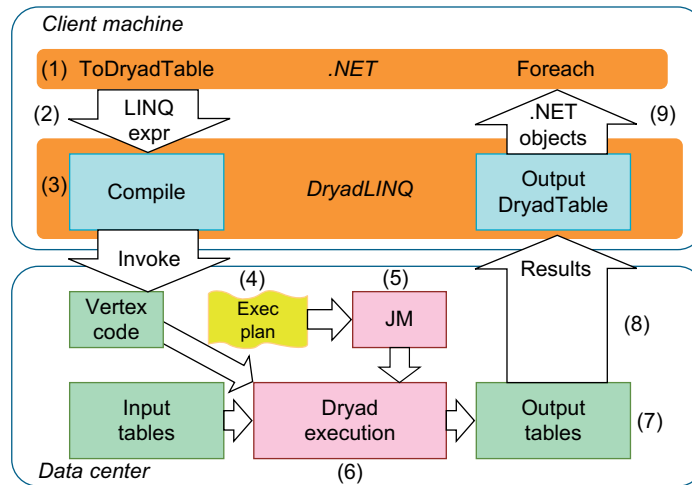 Client machine
(1) ToDryadTable .NET Foreach
(2) LINQ
expr
.NET
objects
(9)
(3) Compile
DryadLINQ
Output
DryadTable
Invoke
Results
Vertex
code
(4)
Exec
plan
(5)
JM
(8)
Input
tables
Dryad
execution
(6)
Output
tables
(7)
Data center